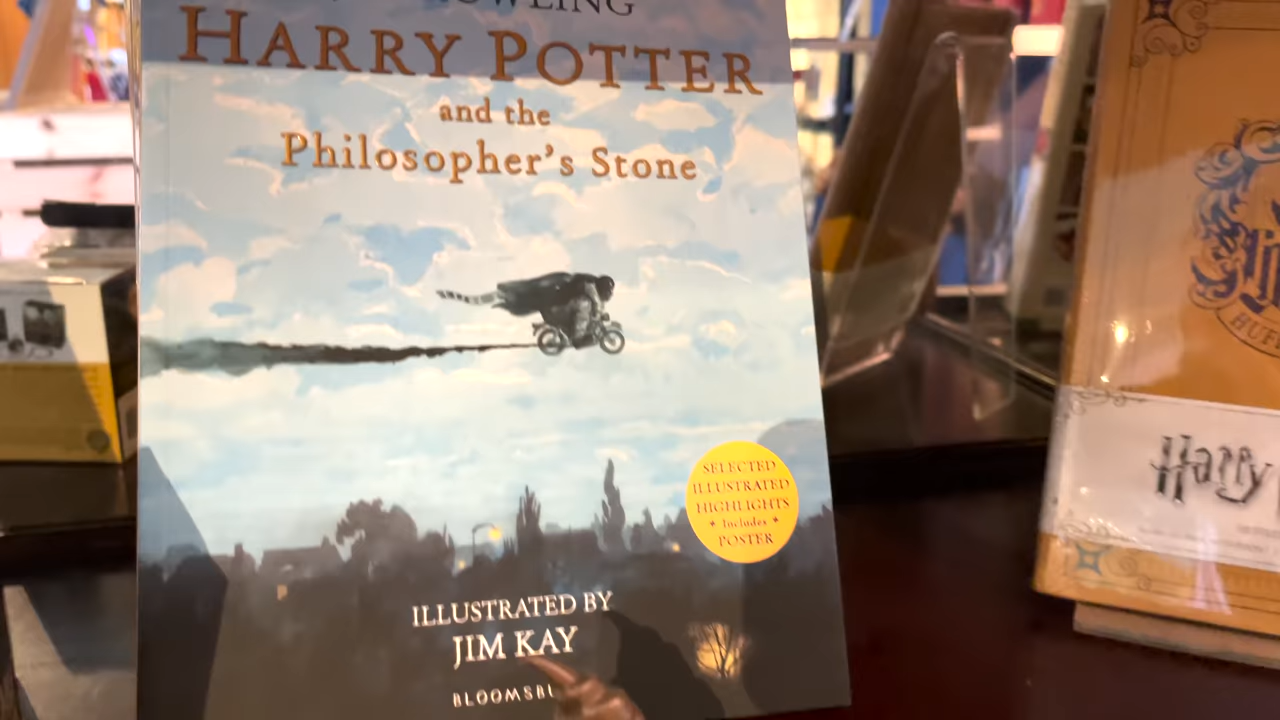 HARRY POTTER
and the
Philosopher's Stone
SELECTED
ILLUSTRATED
HIGHLIGHTS
Includes
POSTER
ILLUSTRATED BY
JIM KAY
Harry